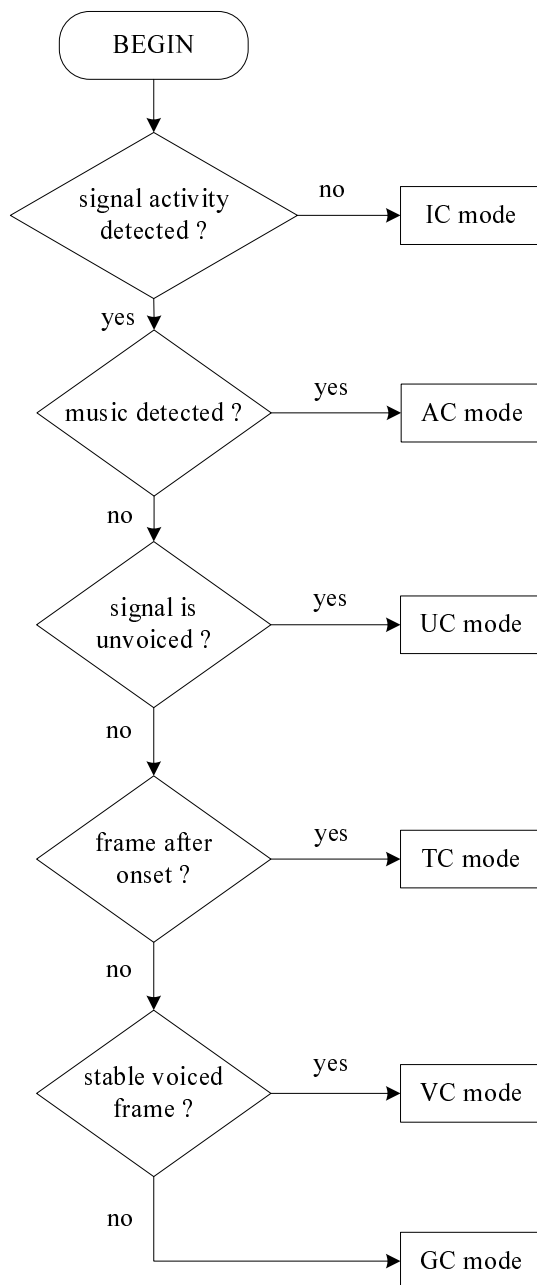 BEGIN
signal activity
detected ?
no
IC mode
yes
music detected ?
yes
AC mode
no
signal is
unvoiced ?
yes
UC mode
no
frame after
onset ?
yes
TC mode
no
stable voiced
frame ?
yes
VC mode
no
GC mode